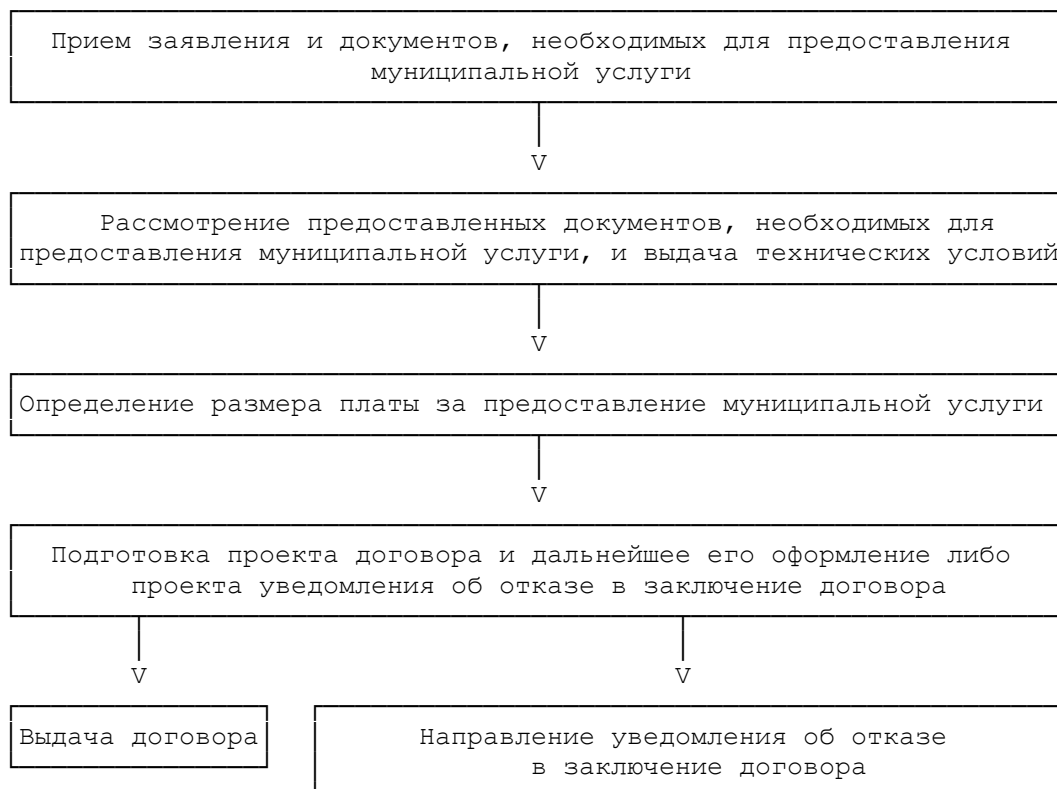 Прием заявления и документов, необходимых для предоставления
муниципальной услуги
V
Рассмотрение предоставленных документов, необходимых для
предоставления муниципальной услуги, и выдача технических условий
V
Определение размера платы за предоставление муниципальной услуги
V
Подготовка проекта договора и дальнейшее его оформление либо
проекта уведомления об отказе в заключение договора
V V
Выдача договора
Направление уведомления об отказе
в заключение договора